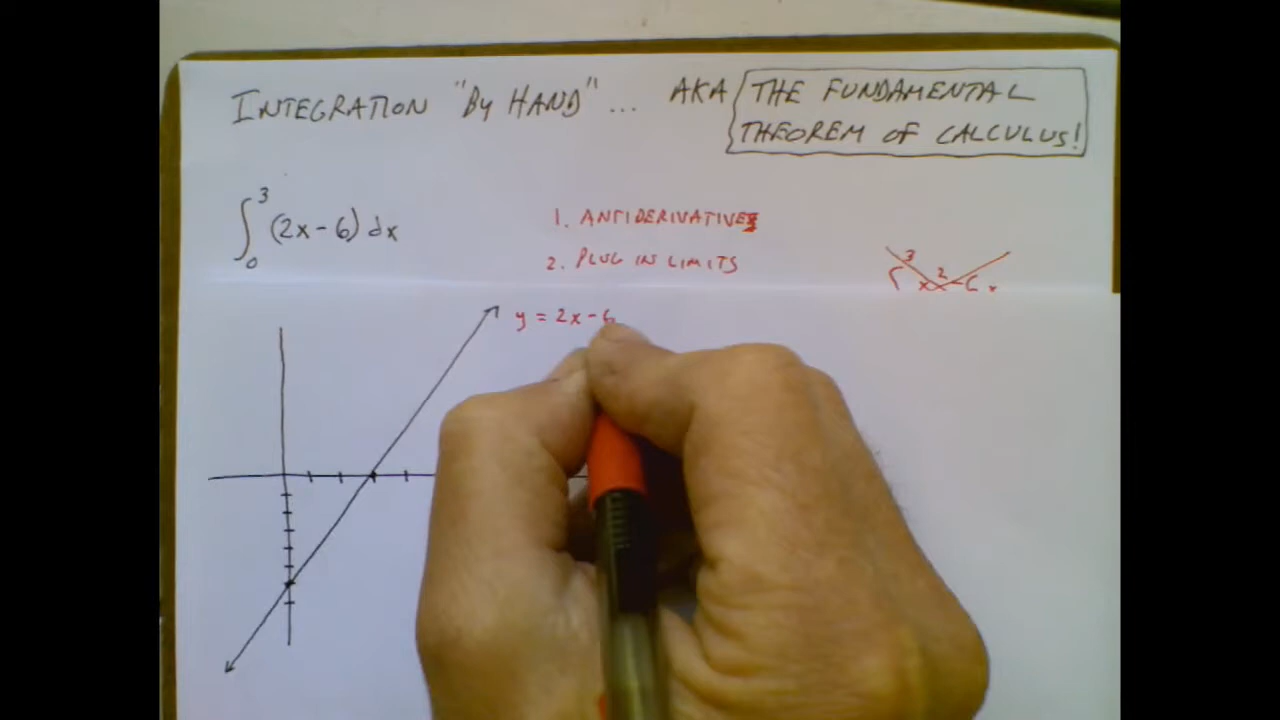 INTEGRATION "By HAND"... AKA THE FUNDAMENTAL
THEOREM OF CALCULUS!
∫₀³ (2x-6) dx
1. ANTIDERIVATIVES
2. PLUG IN LIMITS
y = 2x-6